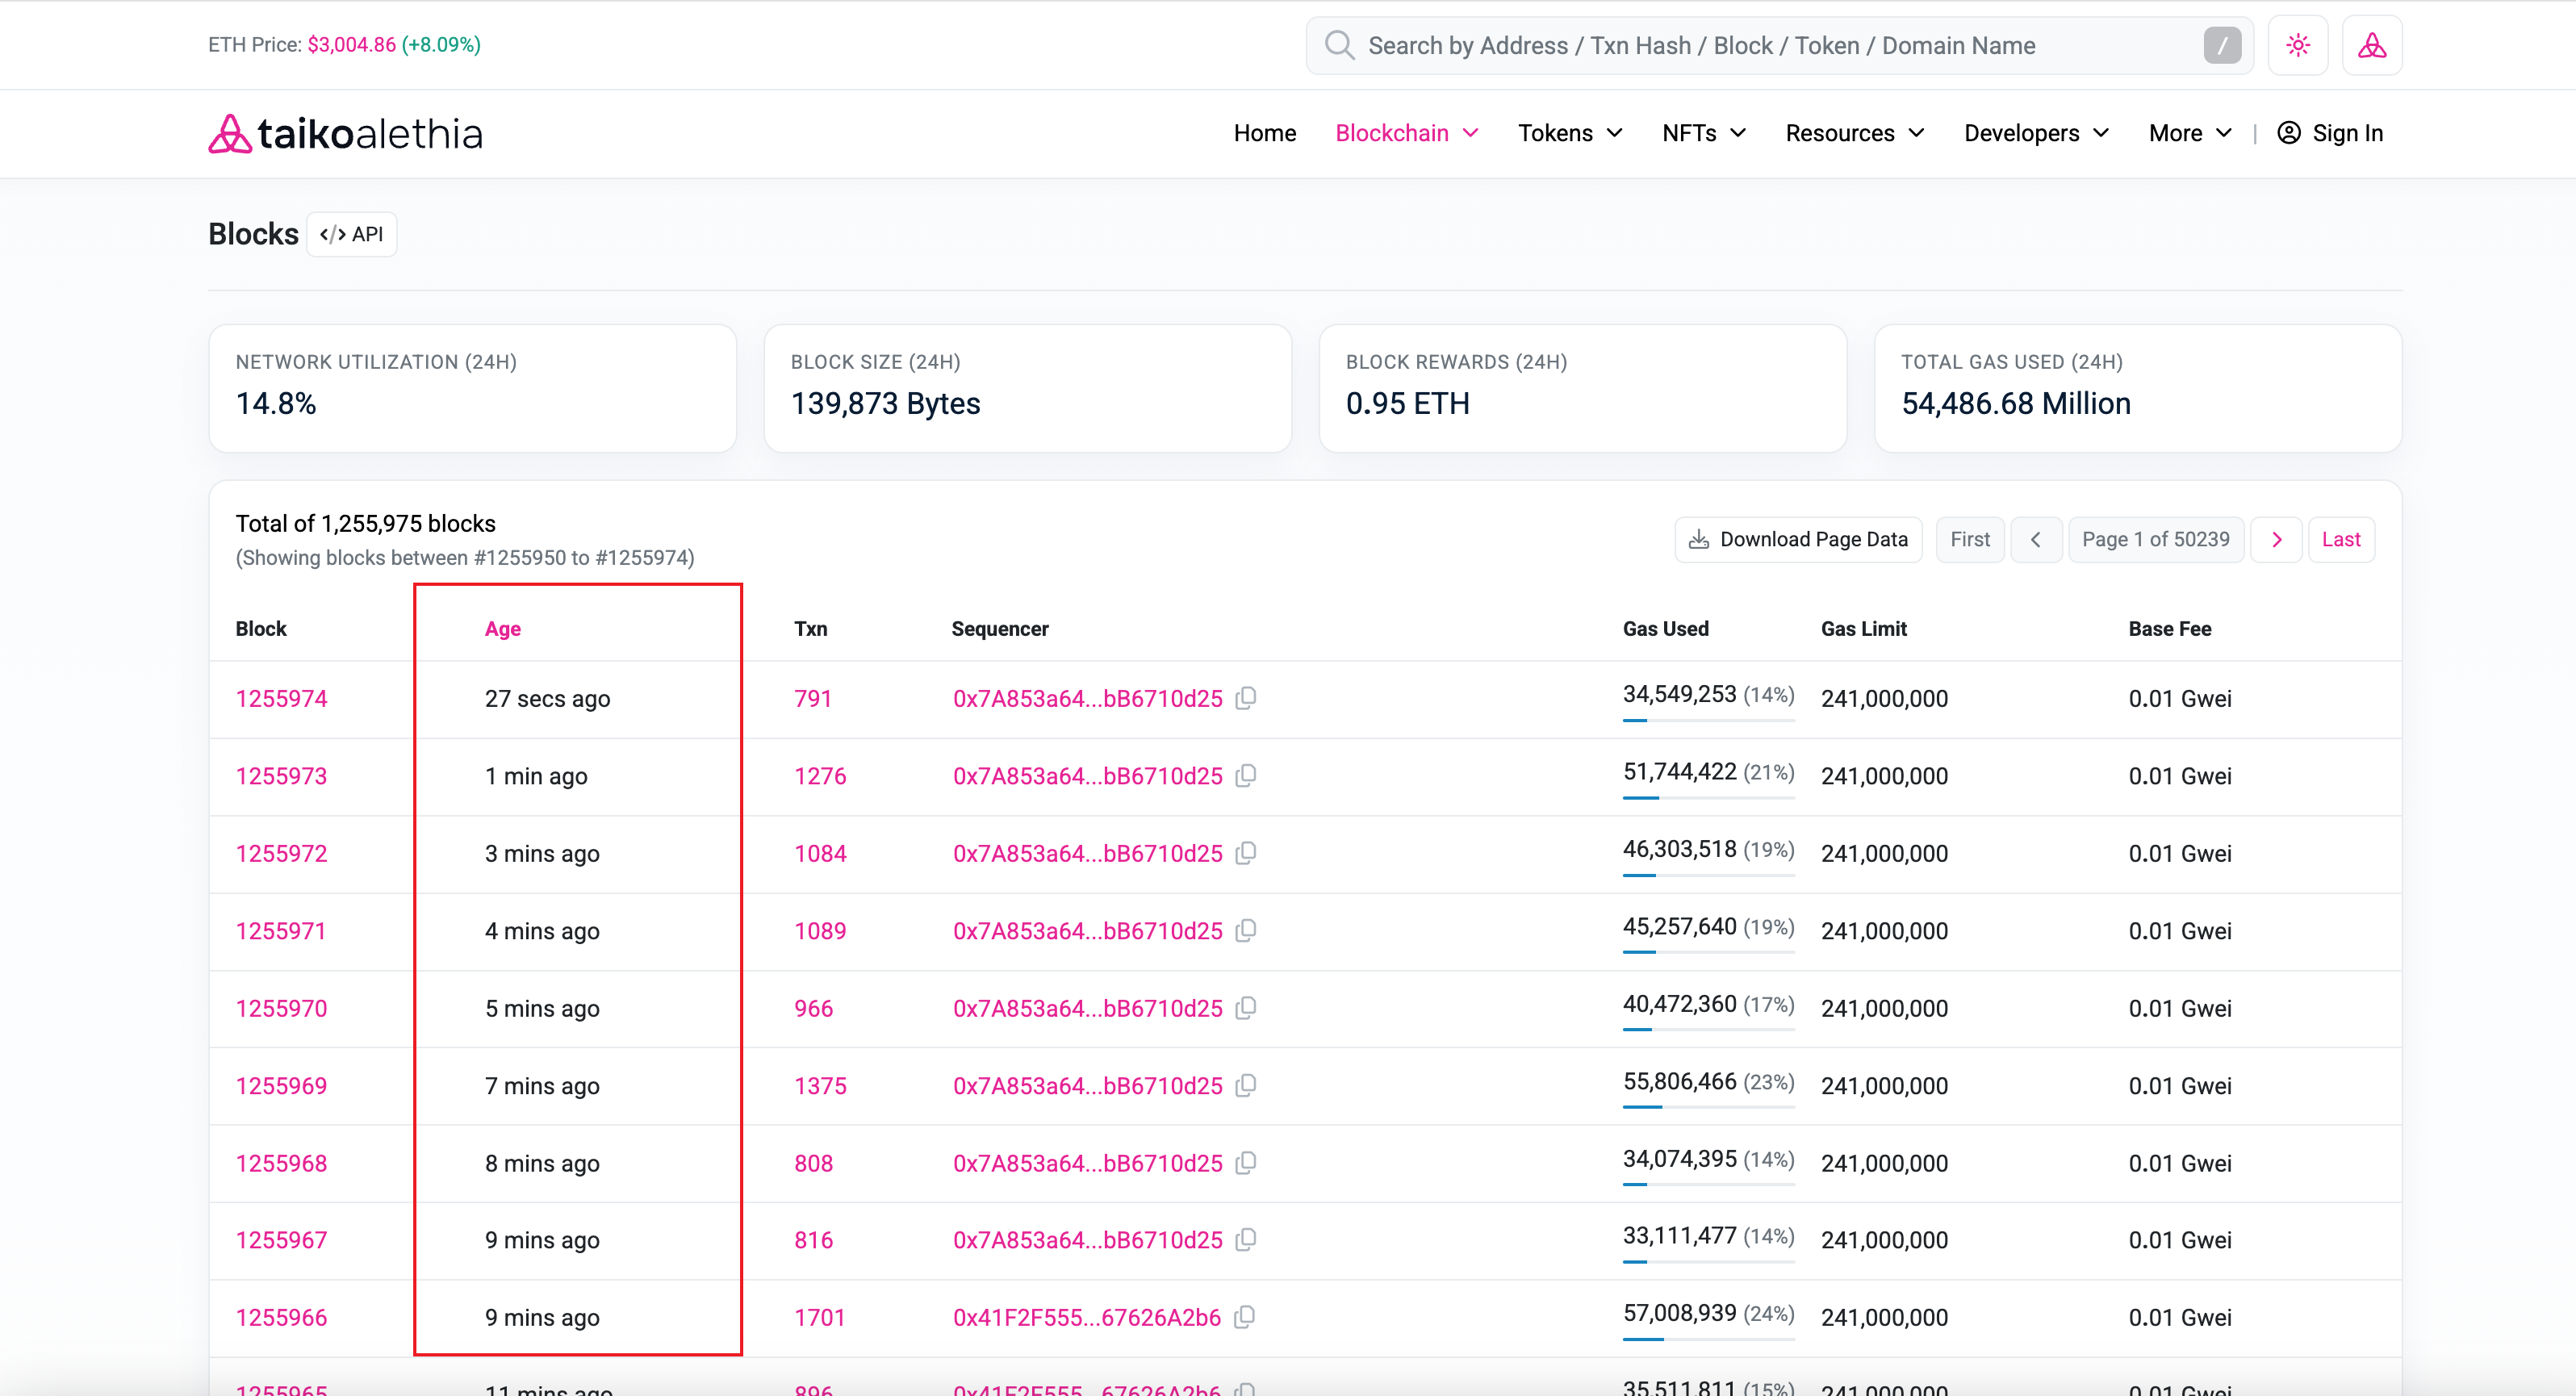 ETH Price: $3,004.86 (+8.09%)
Search by Address / Txn Hash / Block / Token / Domain Name
/
taikoalethia
Home Blockchain Tokens NFTs Resources Developers More | Sign In
Blocks </> API
NETWORK UTILIZATION (24H)
14.8%
BLOCK SIZE (24H)
139,873 Bytes
BLOCK REWARDS (24H)
0.95 ETH
TOTAL GAS USED (24H)
54,486.68 Million
Total of 1,255,975 blocks
(Showing blocks between #1255950 to #1255974)
Download Page Data First Page 1 of 50239 Last
Block Age Txn Sequencer Gas Used Gas Limit Base Fee
1255974 27 secs ago 791 0x7A853a64...bB6710d25 34,549,253 (14%) 241,000,000 0.01 Gwei
1255973 1 min ago 1276 0x7A853a64...bB6710d25 51,744,422 (21%) 241,000,000 0.01 Gwei
1255972 3 mins ago 1084 0x7A853a64...bB6710d25 46,303,518 (19%) 241,000,000 0.01 Gwei
1255971 4 mins ago 1089 0x7A853a64...bB6710d25 45,257,640 (19%) 241,000,000 0.01 Gwei
1255970 5 mins ago 966 0x7A853a64...bB6710d25 40,472,360 (17%) 241,000,000 0.01 Gwei
1255969 7 mins ago 1375 0x7A853a64...bB6710d25 55,806,466 (23%) 241,000,000 0.01 Gwei
1255968 8 mins ago 808 0x7A853a64...bB6710d25 34,074,395 (14%) 241,000,000 0.01 Gwei
1255967 9 mins ago 816 0x7A853a64...bB6710d25 33,111,477 (14%) 241,000,000 0.01 Gwei
1255966 9 mins ago 1701 0x41F2F555...67626A2b6 57,008,939 (24%) 241,000,000 0.01 Gwei
1255965 11 mins ago 896 0x41F2F555...67626A2b6 35,511,811 (15%) 241,000,000 0.01 Gwei